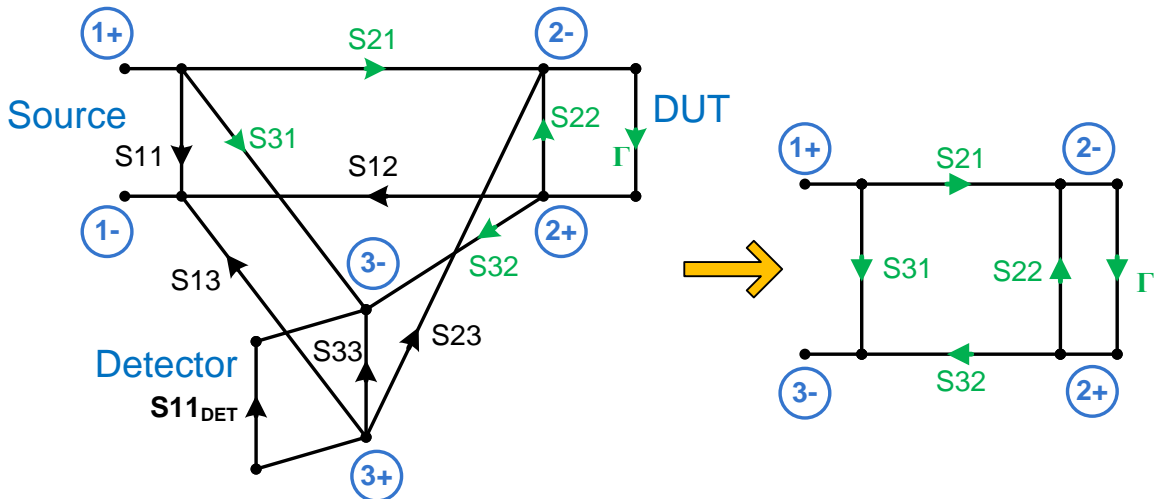 1+
S21
2-
Source
DUT
S31
S22
S11
S12
Γ
1-
2+
3-
S32
S13
Detector
S33
S23
S11DET
3+
1+
S21
2-
S31
S22
Γ
3-
S32
2+